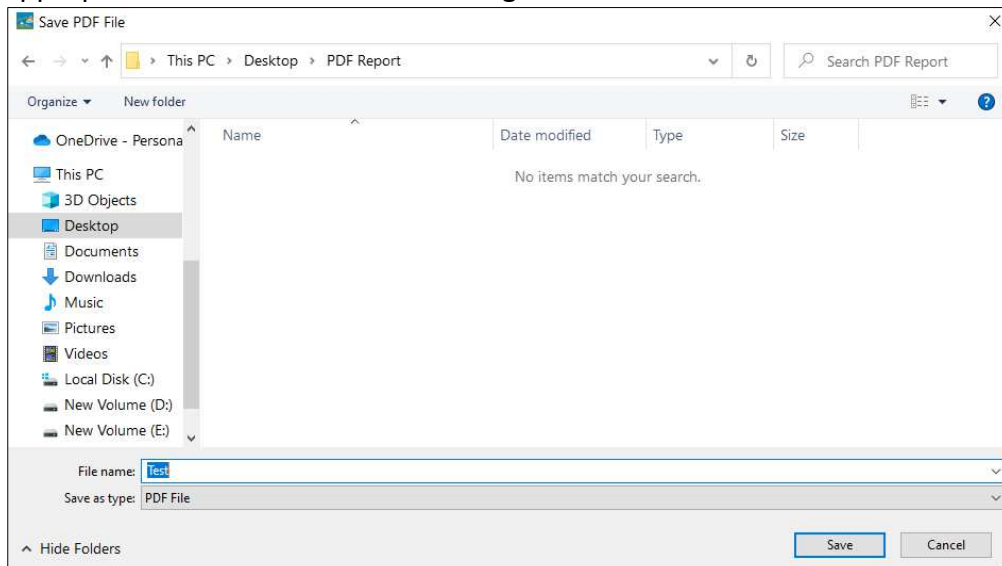 Save PDF File
This PC > Desktop > PDF Report
Search PDF Report
Organize
New folder
Name
Date modified
Type
Size
OneDrive - Persona
No items match your search.
This PC
3D Objects
Desktop
Documents
Downloads
Music
Pictures
Videos
Local Disk (C:)
New Volume (D:)
New Volume (E:)
File name: Test
Save as type: PDF File
Hide Folders
Save
Cancel